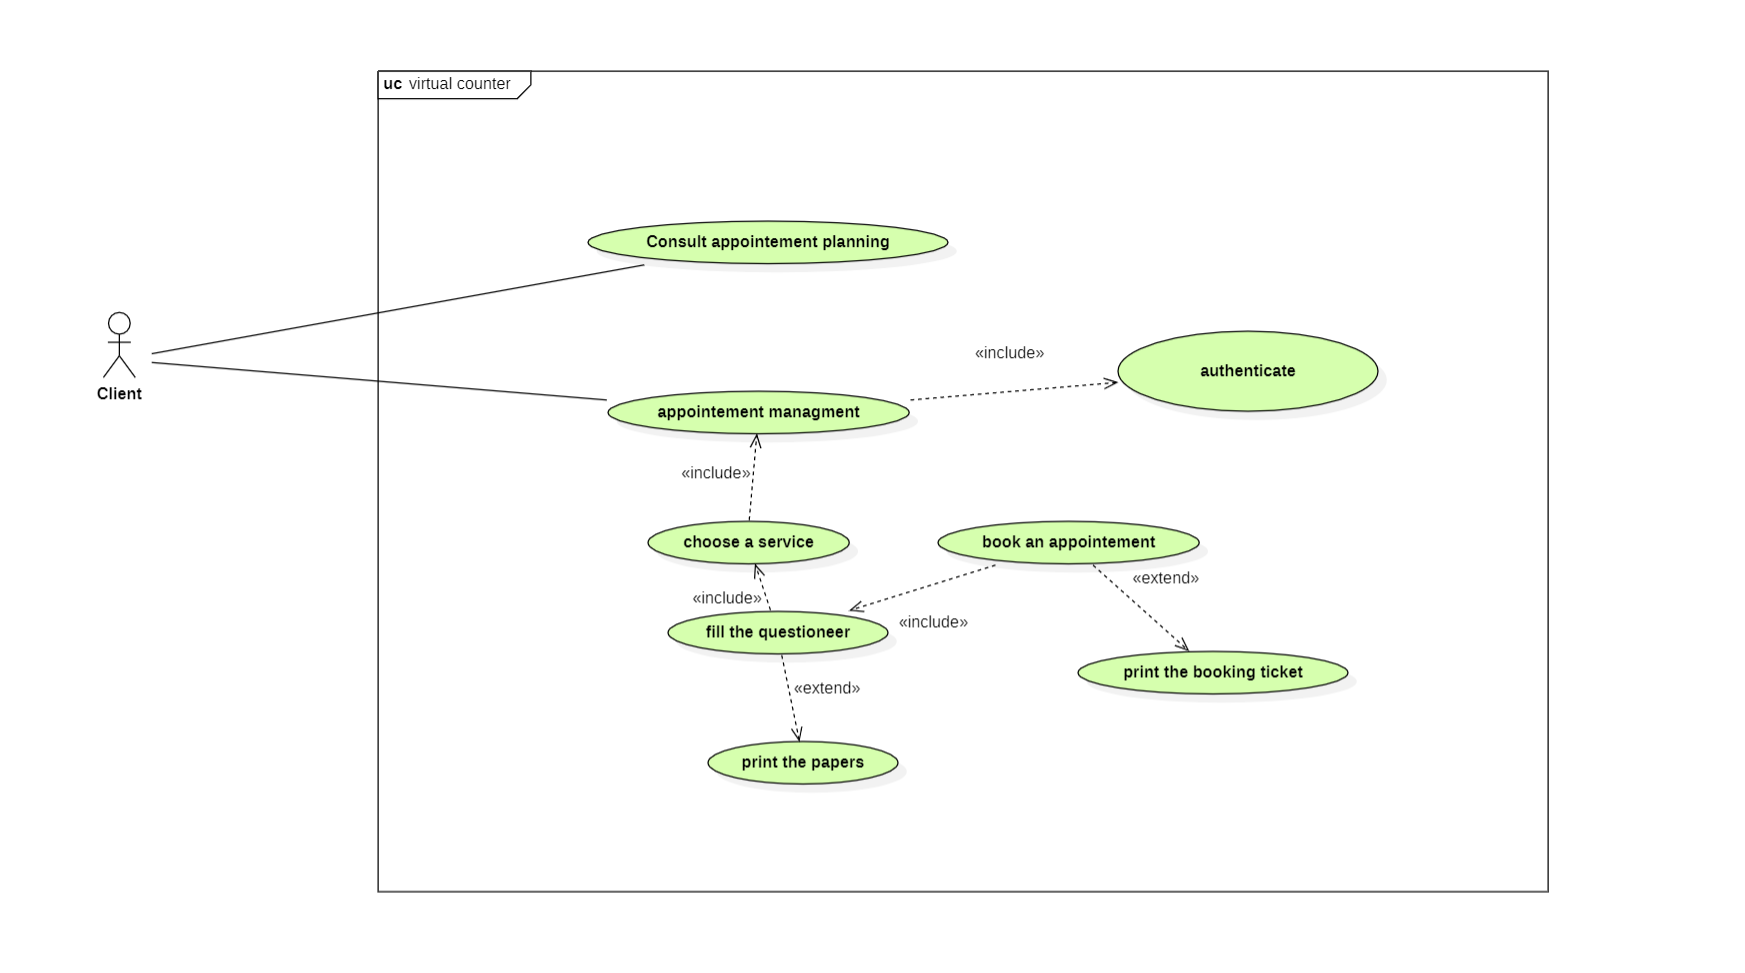 uc virtual counter
Consult appointement planning
«include»
authenticate
Client
appointement managment
«include»
choose a service
book an appointement
«extend»
«include»
«include»
fill the questioneer
print the booking ticket
«extend»
print the papers